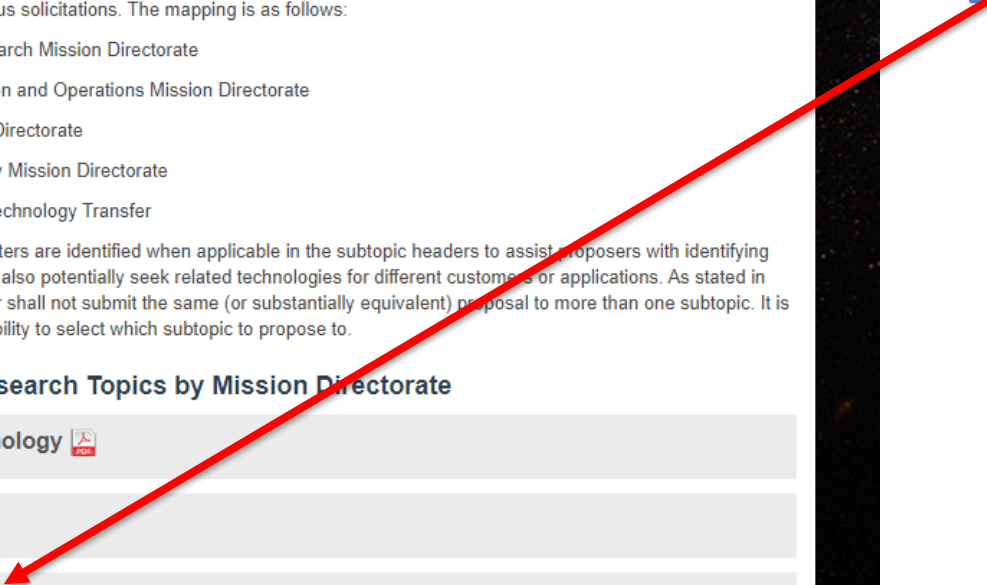 us solicitations. The mapping is as follows:
arch Mission Directorate
n and Operations Mission Directorate
Directorate
Mission Directorate
echnology Transfer
ters are identified when applicable in the subtopic headers to assist proposers with identifying
also potentially seek related technologies for different customers or applications. As stated in
shall not submit the same (or substantially equivalent) proposal to more than one subtopic. It is
bility to select which subtopic to propose to.
search Topics by Mission Directorate
nology PDF